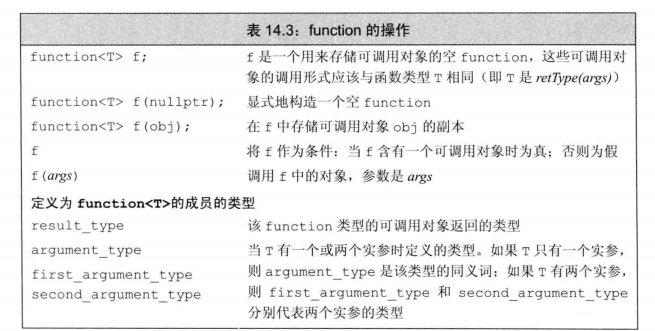 表 14.3：function 的操作
function<T> f; f 是一个用来存储可调用对象的空 function，这些可调用对
象的调用形式应该与函数类型 T 相同（即 T 是 retType(args)）
function<T> f(nullptr); 显式地构造一个空 function
function<T> f(obj); 在 f 中存储可调用对象 obj 的副本
f 将 f 作为条件：当 f 含有一个可调用对象时为真；否则为假
f(args) 调用 f 中的对象，参数是 args
定义为 function<T>的成员的类型
result_type 该 function 类型的可调用对象返回的类型
argument_type 当 T 有一个或两个实参时定义的类型。如果 T 只有一个实参，
first_argument_type 则 argument_type 是该类型的同义词；如果 T 有两个实参，
second_argument_type 则 first_argument_type 和 second_argument_type
分别代表两个实参的类型